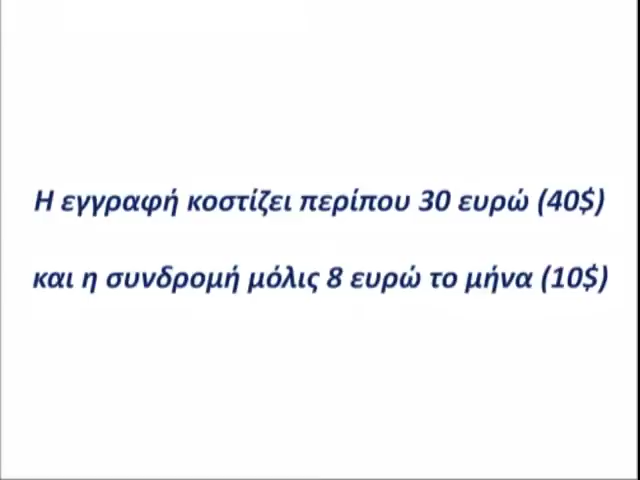 Η εγγραφή κοστίζει περίπου 30 ευρώ (40$)
και η συνδρομή μόλις 8 ευρώ το μήνα (10$)